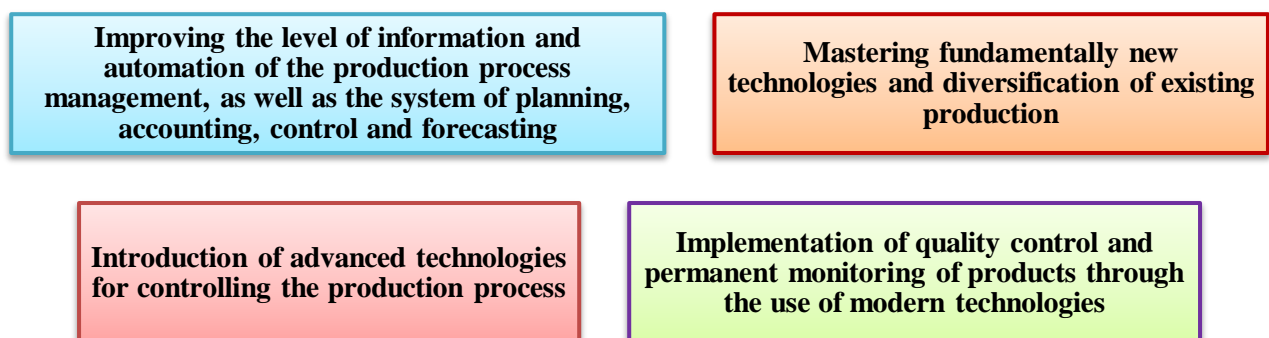 Improving the level of information and
automation of the production process
management, as well as the system of planning,
accounting, control and forecasting
Mastering fundamentally new
technologies and diversification of existing
production
Introduction of advanced technologies
for controlling the production process
Implementation of quality control and
permanent monitoring of products through
the use of modern technologies